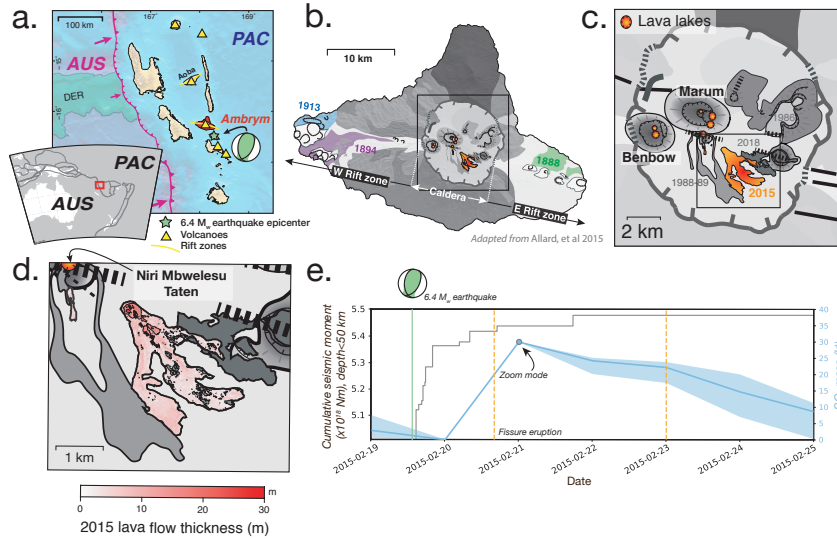 a.
100 km
167°
169°
PAC
AUS
-15°
DER
-16°
Aoba
Ambrym
PAC
AUS
6.4 Mw earthquake epicenter
Volcanoes
Rift zones
b.
10 km
1913
1894
1888
W Rift zone
Caldera
E Rift zone
Adapted from Allard, et al 2015
c.
Lava lakes
Marum
Benbow
1986
2018
1988-89
2015
2 km
d.
Niri Mbwelesu
Taten
1 km
m
0
10
20
30
2015 lava flow thickness (m)
e.
6.4 Mw earthquake
Cumulative seismic moment
(x10¹⁸ Nm), depth<50 km
5.5
5.4
5.3
5.2
5.1
Zoom mode
Fissure eruption
40
35
30
25
20
15
10
5
0
2015-02-19
2015-02-20
2015-02-21
2015-02-22
2015-02-23
2015-02-24
2015-02-25
Date